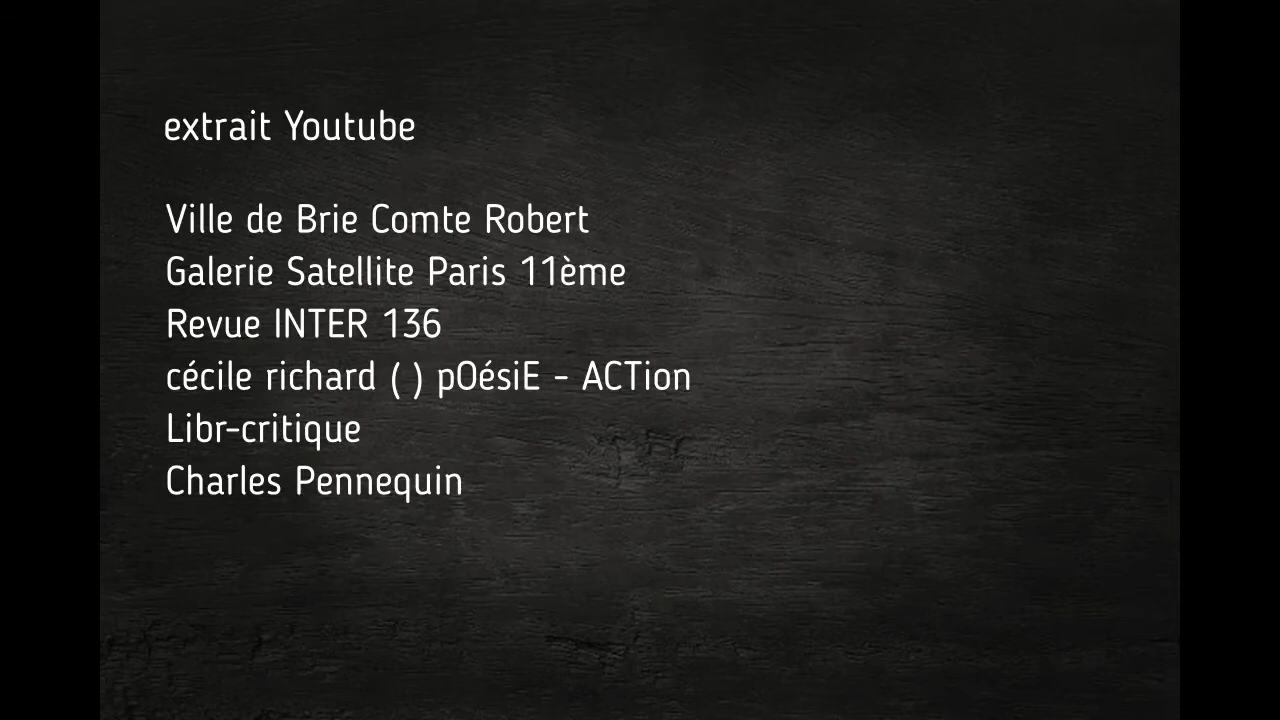 extrait Youtube
Ville de Brie Comte Robert
Galerie Satellite Paris 11ème
Revue INTER 136
cécile richard ( ) pOésiE - ACTion
Libr-critique
Charles Pennequin